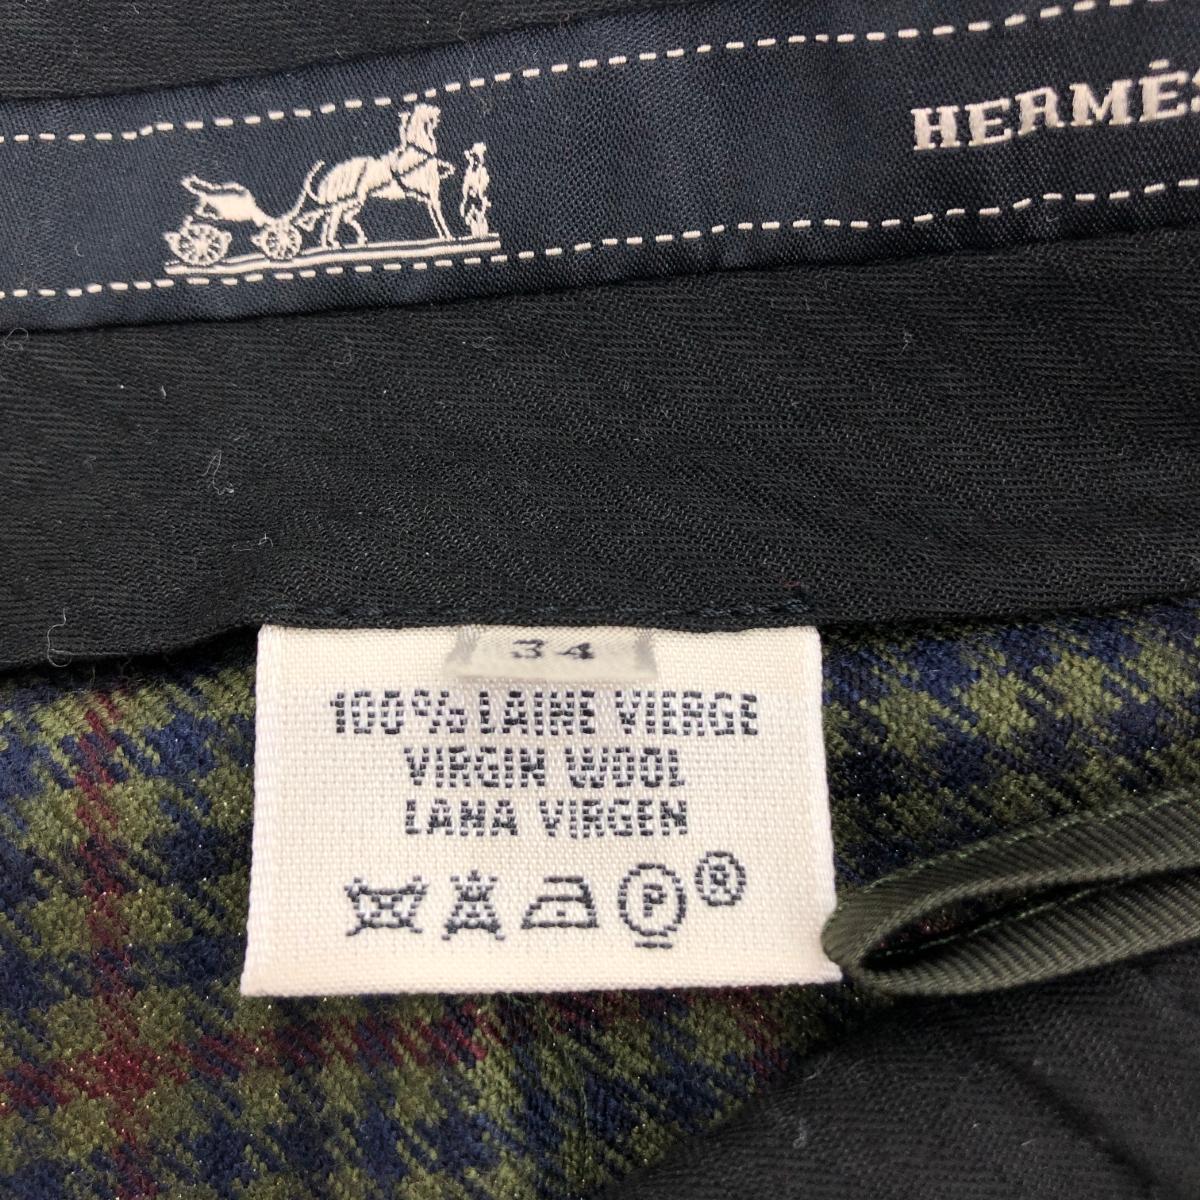 HERMÈS
34
100% LAINE VIERGE
VIRGIN WOOL
LANA VIRGEN
P ®